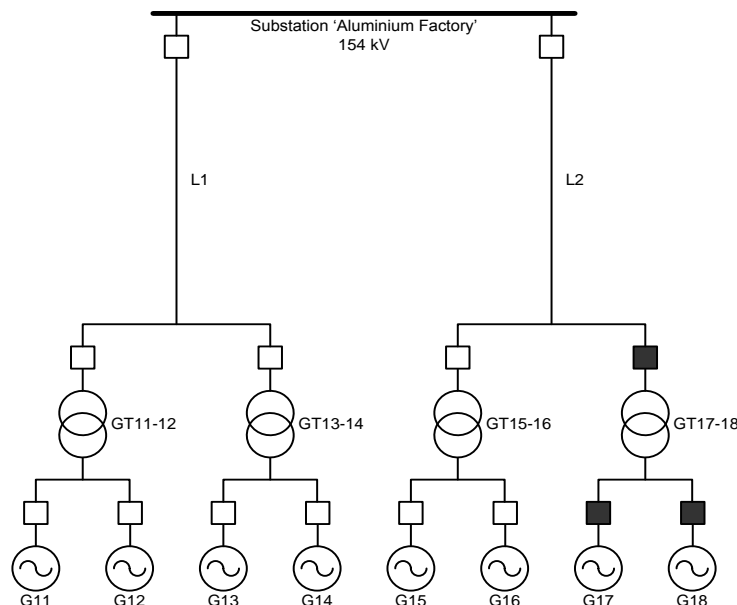 Substation ‘Aluminium Factory’
154 kV
L1
L2
GT11-12
GT13-14
GT15-16
GT17-18
G11
G12
G13
G14
G15
G16
G17
G18